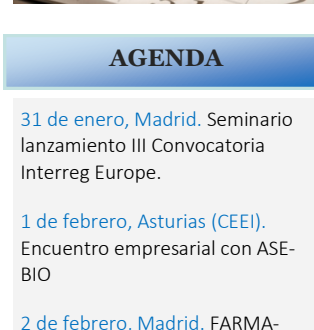 AGENDA
31 de enero, Madrid. Seminario
lanzamiento III Convocatoria
Interreg Europe.
1 de febrero, Asturias (CEEI).
Encuentro empresarial con ASE-
BIO
2 de febrero, Madrid. FARMA-